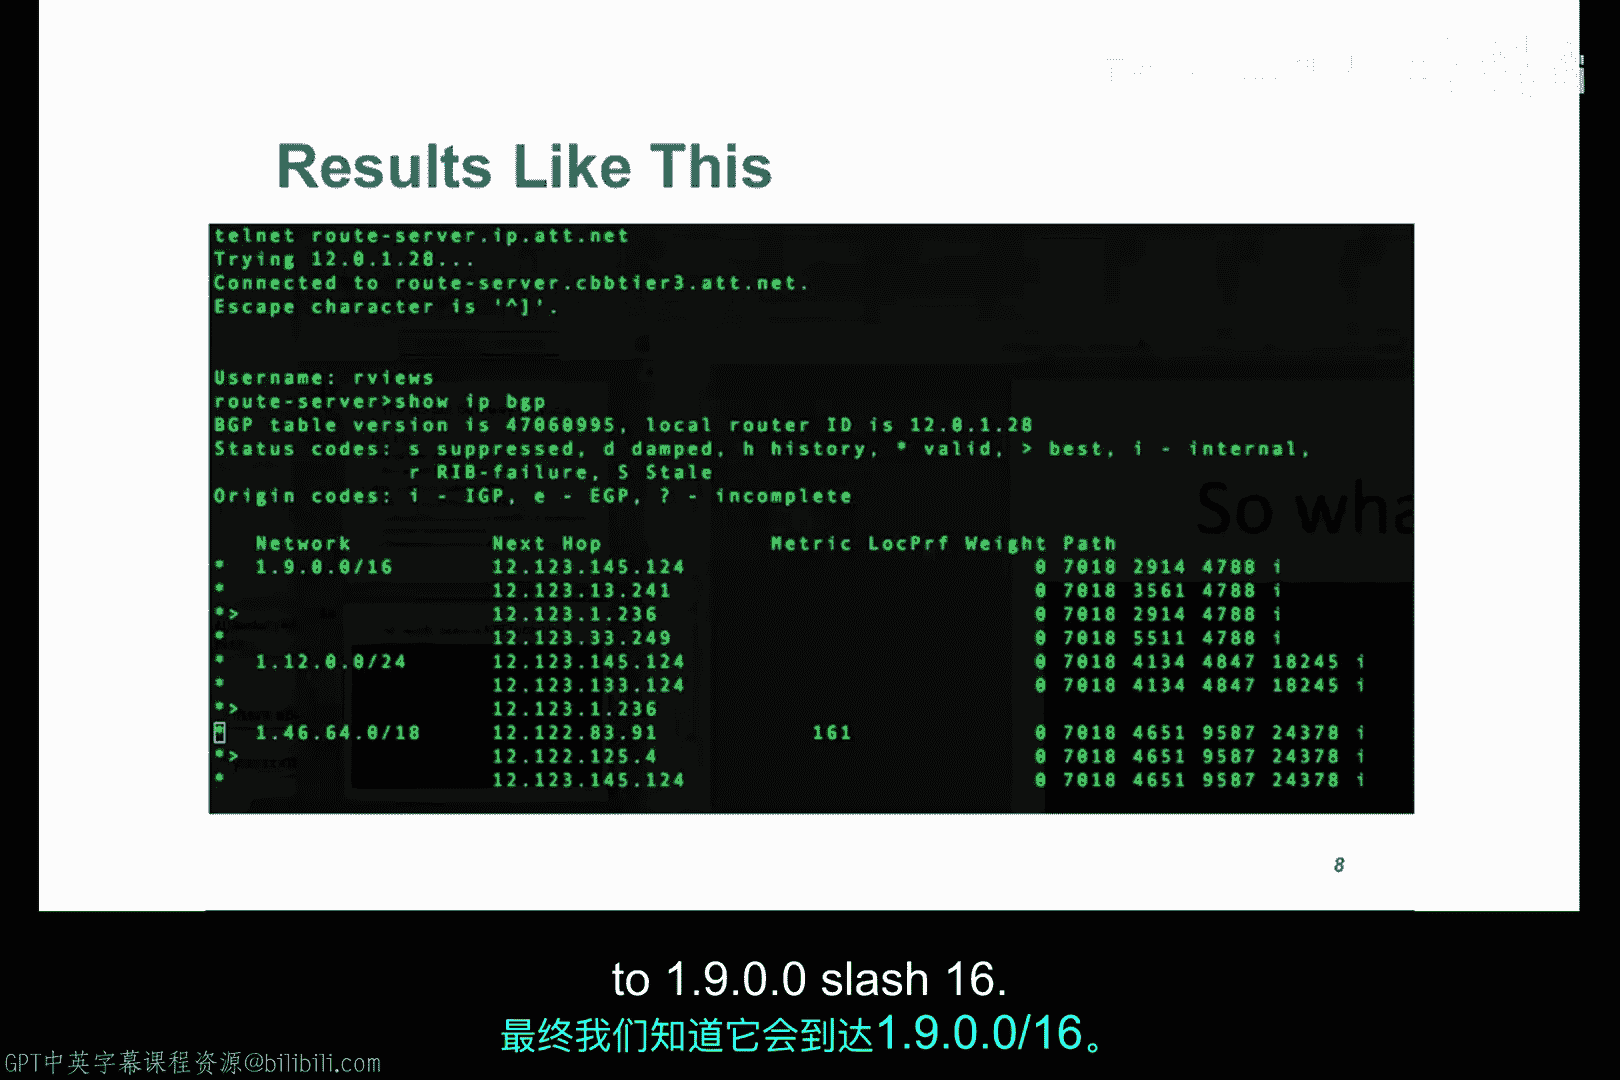 Results Like This
telnet route-server.ip.att.net
Trying 12.0.1.28...
Connected to route-server.cbbtier3.att.net.
Escape character is '^]'.
Username: rviews
route-server>show ip bgp
BGP table version is 47060995, local router ID is 12.0.1.28
Status codes: s suppressed, d damped, h history, * valid, > best, i - internal,
r RIB-failure, S Stale
Origin codes: i - IGP, e - EGP, ? - incomplete
Network Next Hop Metric LocPrf Weight Path
* 1.9.0.0/16 12.123.145.124 0 7018 2914 4788 i
* 12.123.13.241 0 7018 3561 4788 i
*> 12.123.1.236 0 7018 2914 4788 i
* 12.123.33.249 0 7018 5511 4788 i
* 1.12.0.0/24 12.123.145.124 0 7018 4134 4847 18245 i
* 12.123.133.124 0 7018 4134 4847 18245 i
*> 12.123.1.236
* 1.46.64.0/18 12.122.83.91 161 0 7018 4651 9587 24378 i
*> 12.122.125.4 0 7018 4651 9587 24378 i
* 12.123.145.124 0 7018 4651 9587 24378 i
So wha
8
to 1.9.0.0 slash 16.
最终我们知道它会到达1.9.0.0/16。
GPT中英字幕课程资源@bilibili.com